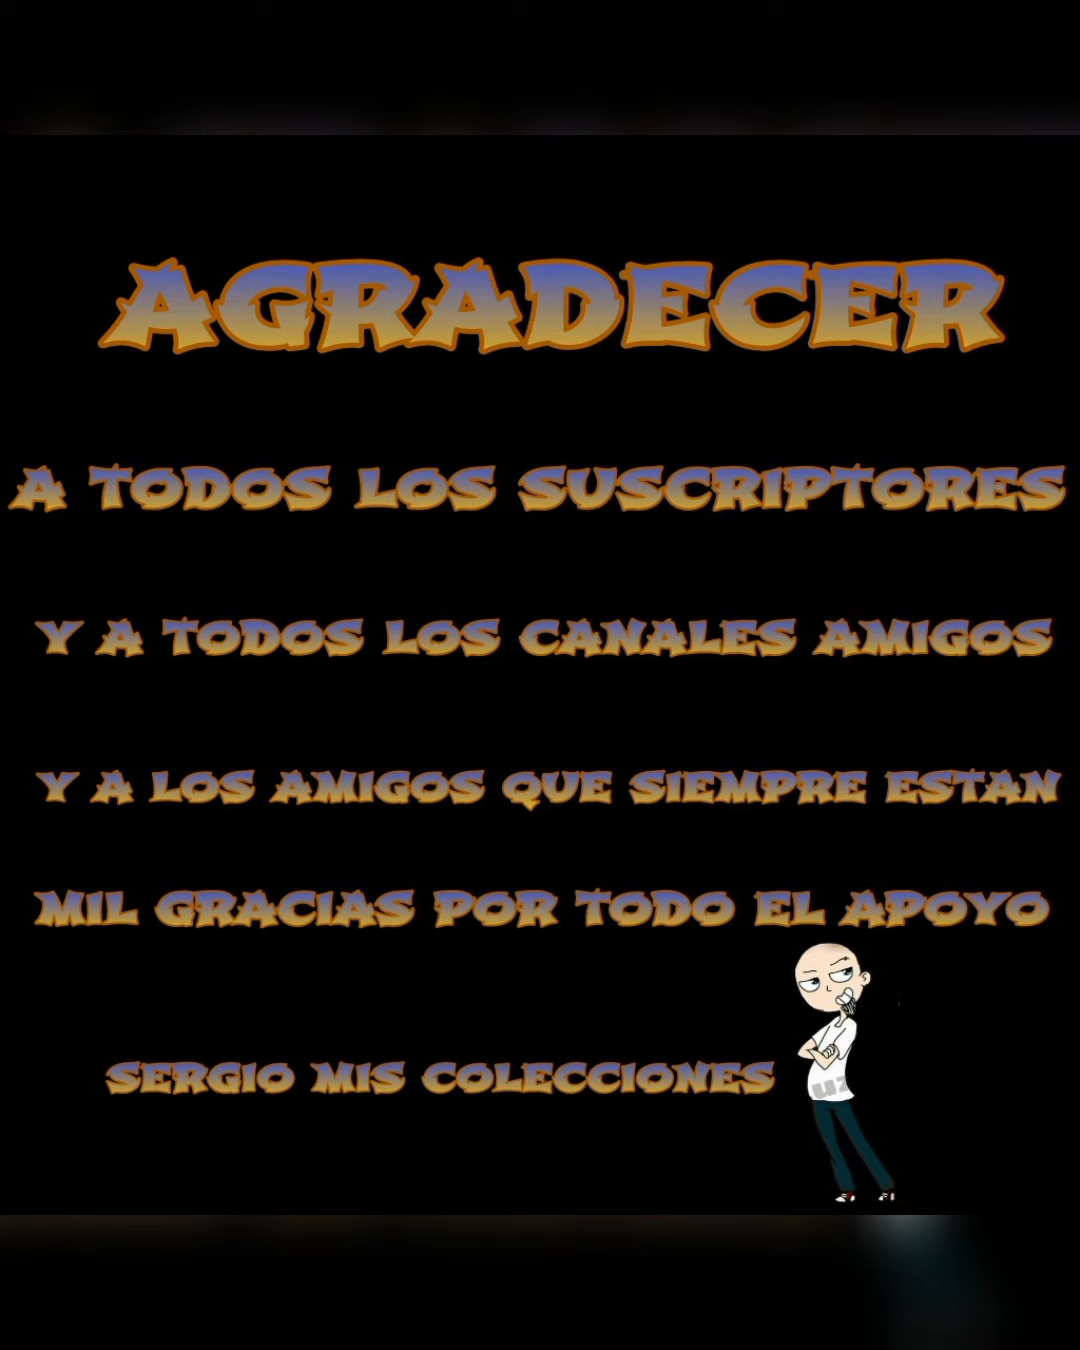 AGRADECER
A TODOS LOS SUSCRIPTORES
Y A TODOS LOS CANALES AMIGOS
Y A LOS AMIGOS QUE SIEMPRE ESTAN
MIL GRACIAS POR TODO EL APOYO
SERGIO MIS COLECCIONES